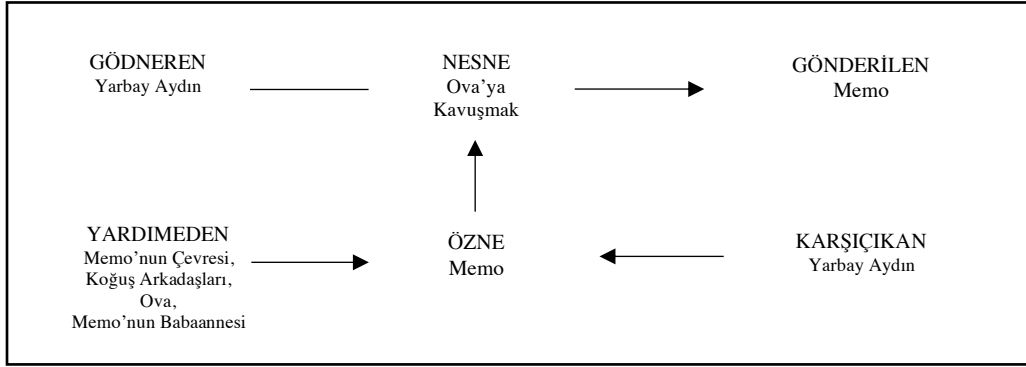 GÖDNEREN
Yarbay Aydın
NESNE
Ova’ya
Kavuşmak
GÖNDERİLEN
Memo
YARDIMEDEN
Memo’nun Çevresi,
Koğuş Arkadaşları,
Ova,
Memo’nun Babaannesi
ÖZNE
Memo
KARŞIÇIKAN
Yarbay Aydın